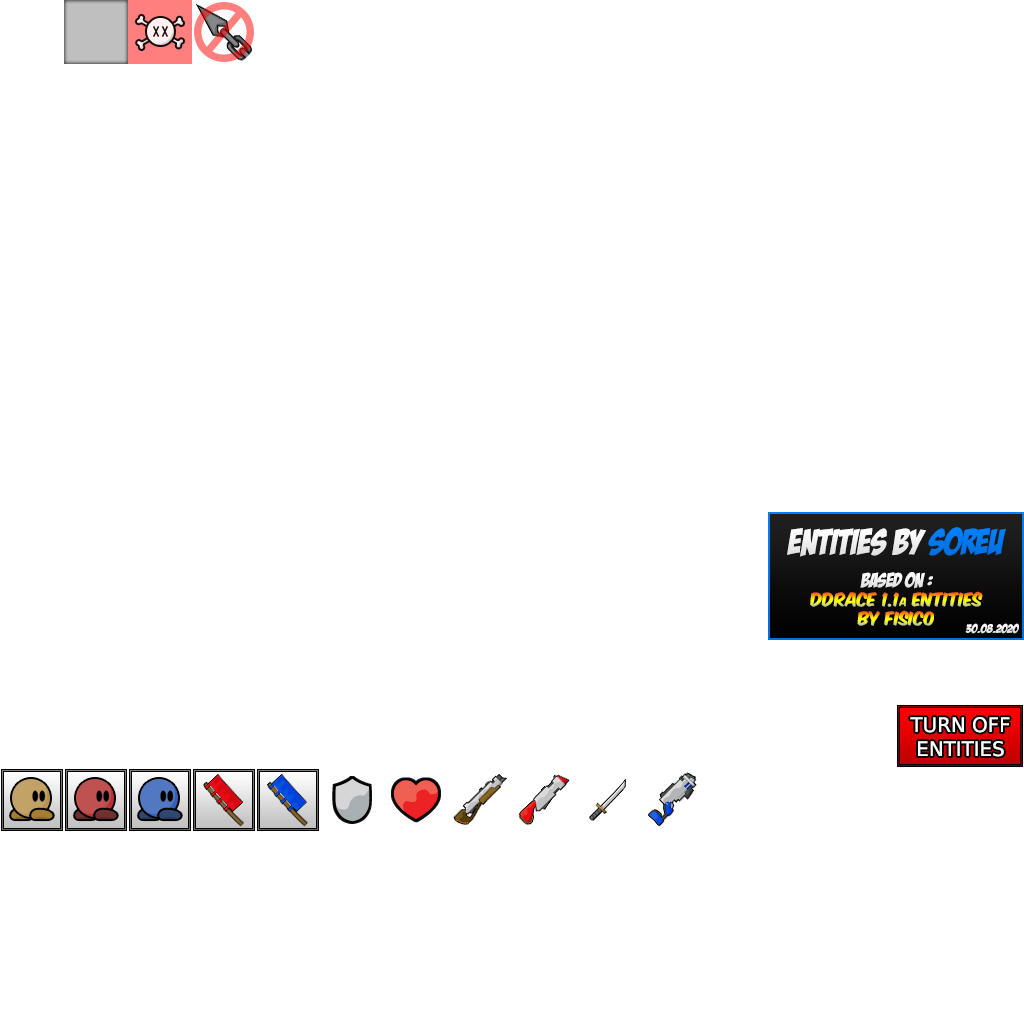 ENTITIES BY SOREU
BASED ON :
DDRACE 1.1A ENTITIES
BY FISICO
30.08.2020
TURN OFF
ENTITIES